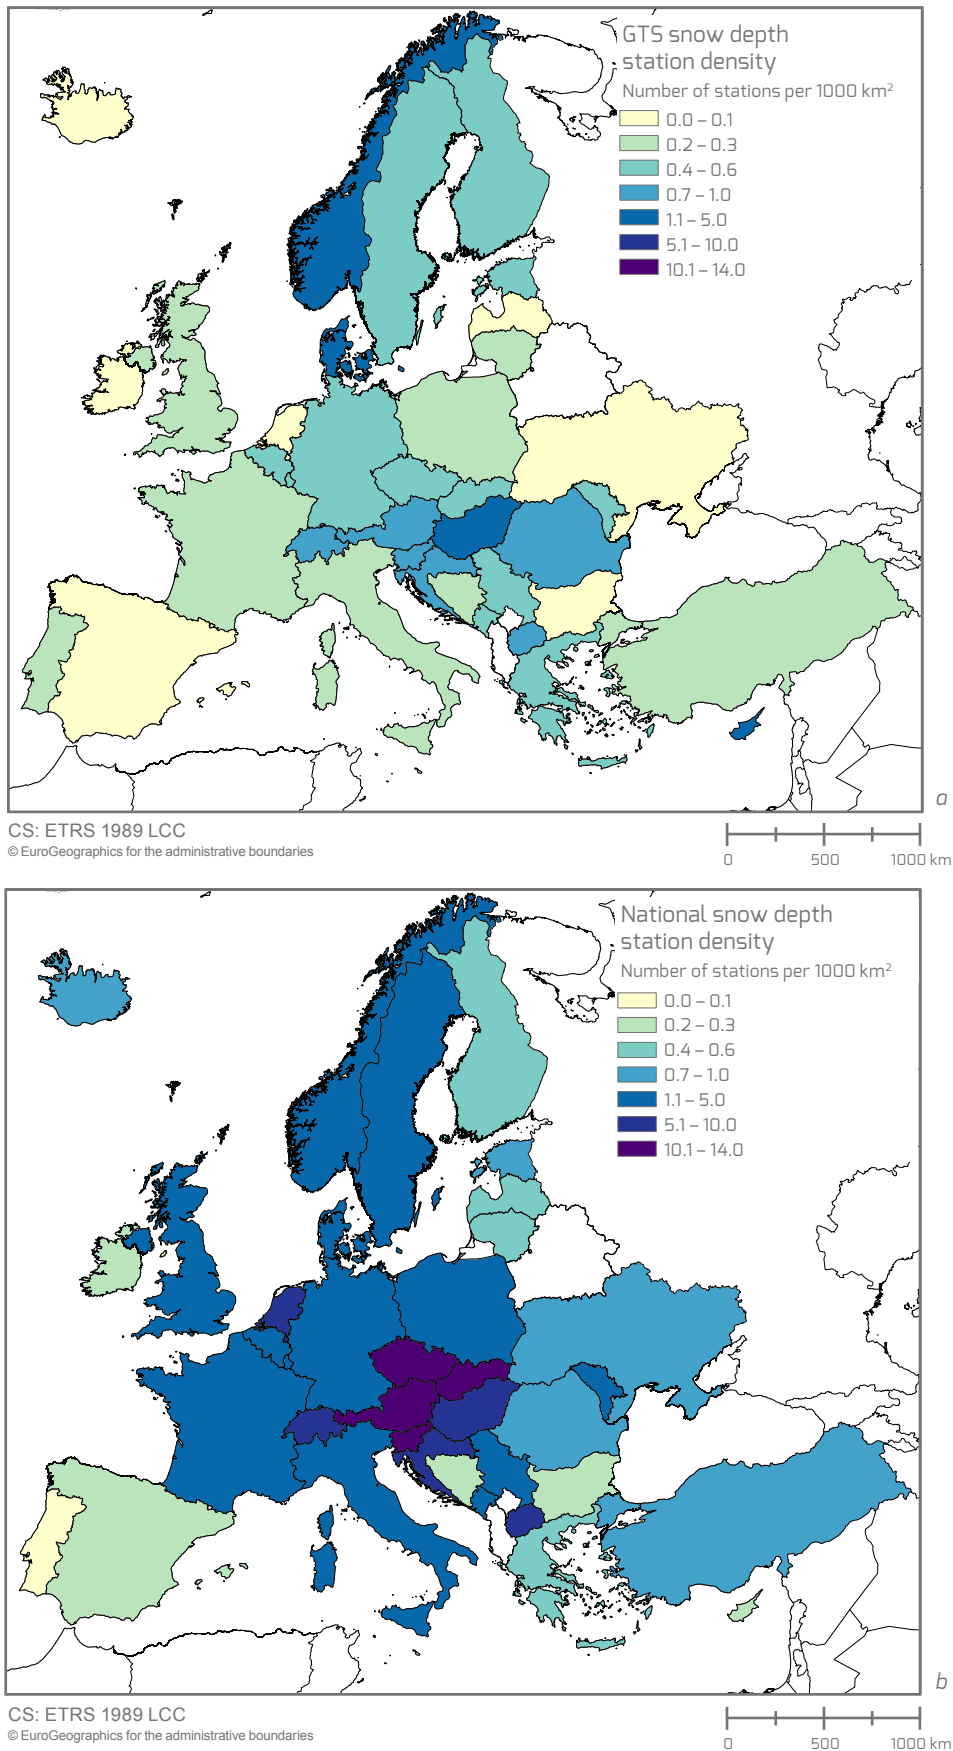 GTS snow depth
station density
Number of stations per 1000 km²
0.0 – 0.1
0.2 – 0.3
0.4 – 0.6
0.7 – 1.0
1.1 – 5.0
5.1 – 10.0
10.1 – 14.0
a
CS: ETRS 1989 LCC
© EuroGeographics for the administrative boundaries
0 500 1000 km
National snow depth
station density
Number of stations per 1000 km²
0.0 – 0.1
0.2 – 0.3
0.4 – 0.6
0.7 – 1.0
1.1 – 5.0
5.1 – 10.0
10.1 – 14.0
b
CS: ETRS 1989 LCC
© EuroGeographics for the administrative boundaries
0 500 1000 km